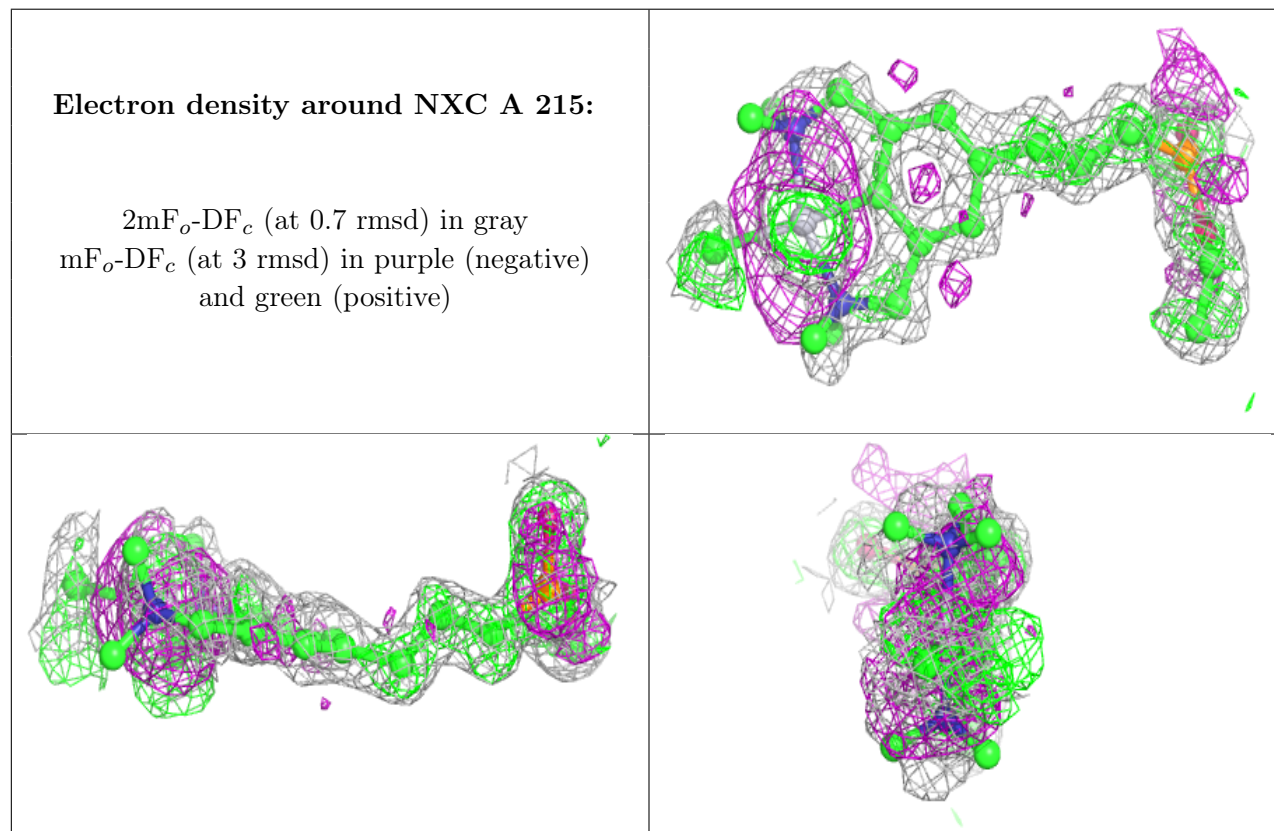 Electron density around NXC A 215:
2mFo-DFc (at 0.7 rmsd) in gray
mFo-DFc (at 3 rmsd) in purple (negative)
and green (positive)